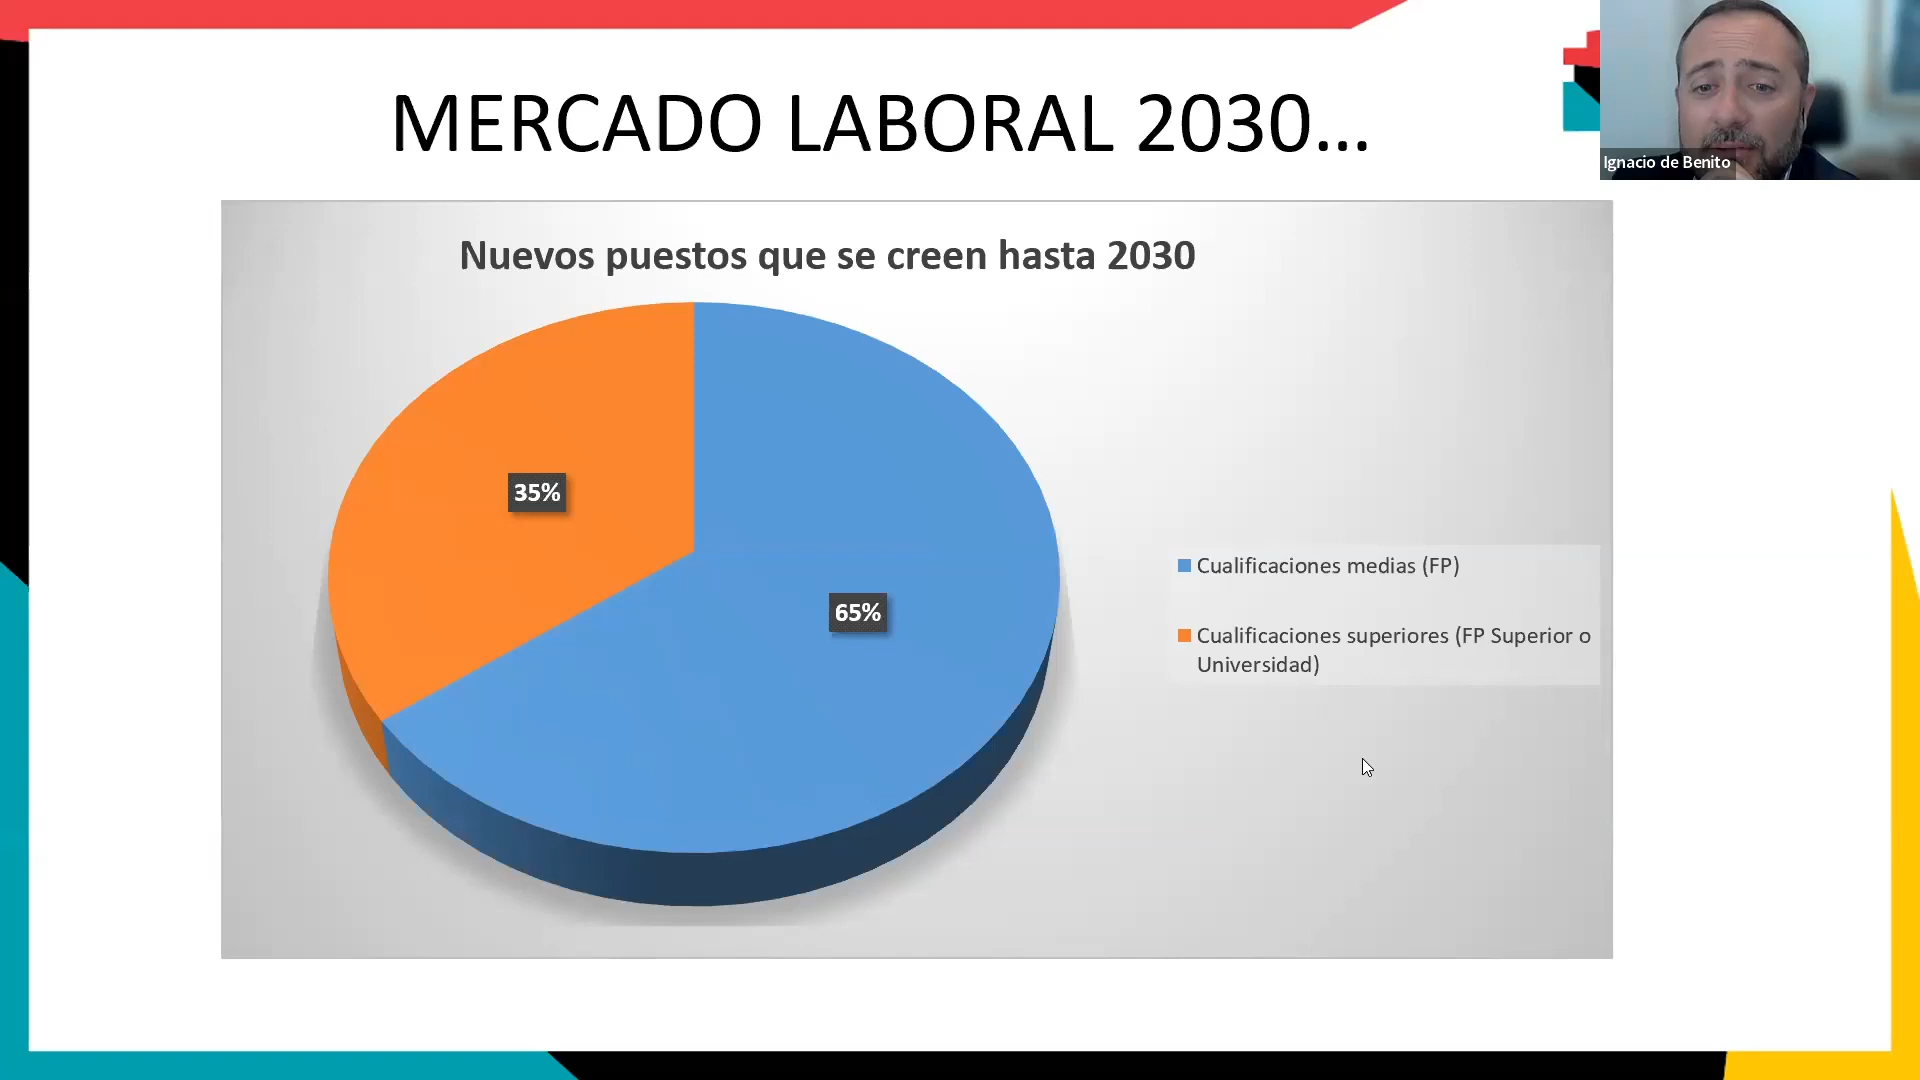 MERCADO LABORAL 2030...
Ignacio de Benito
Nuevos puestos que se creen hasta 2030
35%
65%
Cualificaciones medias (FP)
Cualificaciones superiores (FP Superior o
Universidad)